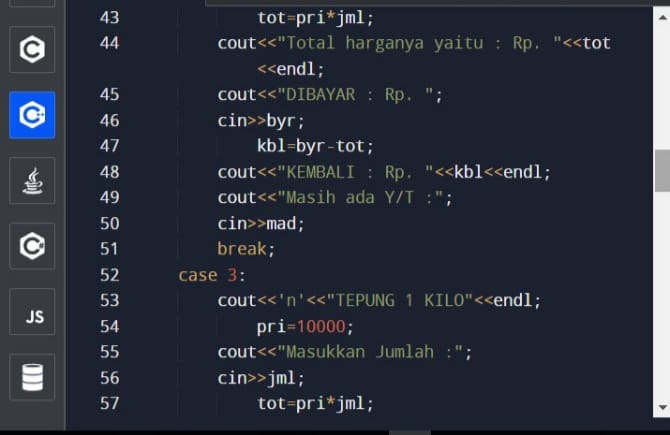 43 tot=pri*jml;
44 cout<<"Total harganya yaitu : Rp. "<<tot
<<endl;
45 cout<<"DIBAYAR : Rp. ";
46 cin>>byr;
47 kbl=byr-tot;
48 cout<<"KEMBALI : Rp. "<<kbl<<endl;
49 cout<<"Masih ada Y/T :";
50 cin>>mad;
51 break;
52 case 3:
53 cout<<'n'<<"TEPUNG 1 KILO"<<endl;
54 pri=10000;
55 cout<<"Masukkan Jumlah :";
56 cin>>jml;
57 tot=pri*jml;
C
C+
C#
JS